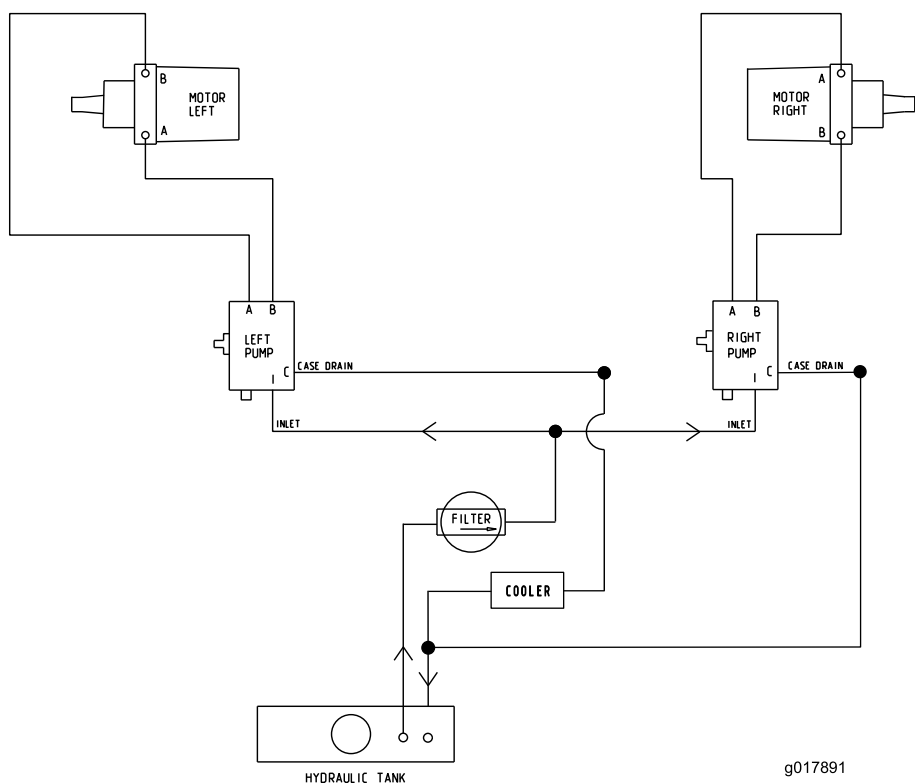 B
MOTOR
LEFT
A
A
MOTOR
RIGHT
B
A B
LEFT
PUMP
C
I
CASE DRAIN
INLET
A B
RIGHT
PUMP
C
I
CASE DRAIN
INLET
FILTER
COOLER
HYDRAULIC TANK
g017891